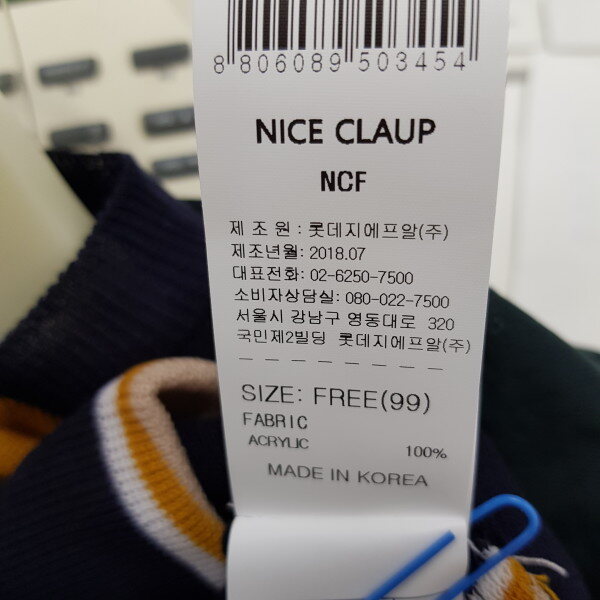 8 806089 503454
NICE CLAUP
NCF
제 조 원 : 롯데지에프알(주)
제조년월: 2018.07
대표전화: 02-6250-7500
소비자상담실: 080-022-7500
서울시 강남구 영동대로 320
국민제2빌딩 롯데지에프알(주)
SIZE: FREE(99)
FABRIC
ACRYLIC 100%
MADE IN KOREA